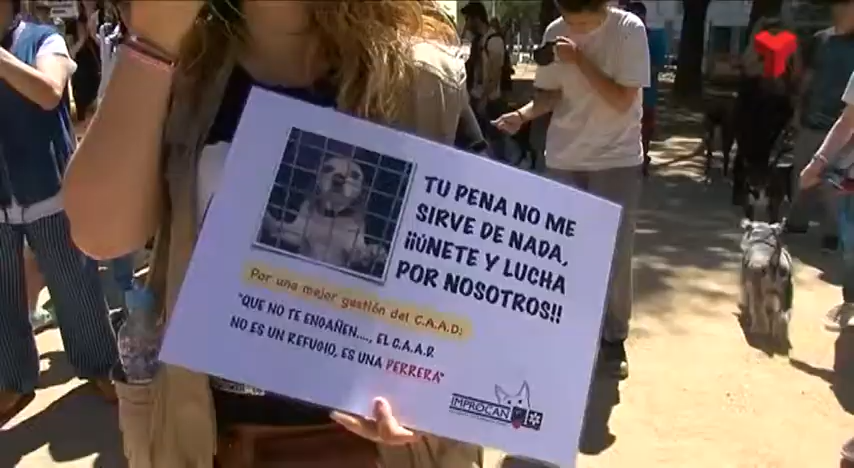 TU PENA NO ME
SIRVE DE NADA,
¡¡ÚNETE Y LUCHA
POR NOSOTROS!!
Por una mejor gestión del C.A.A.D:
"QUE NO TE ENGAÑEN...., EL C.A.A.D.
NO ES UN REFUGIO, ES UNA PERRERA"
IMPROCAN